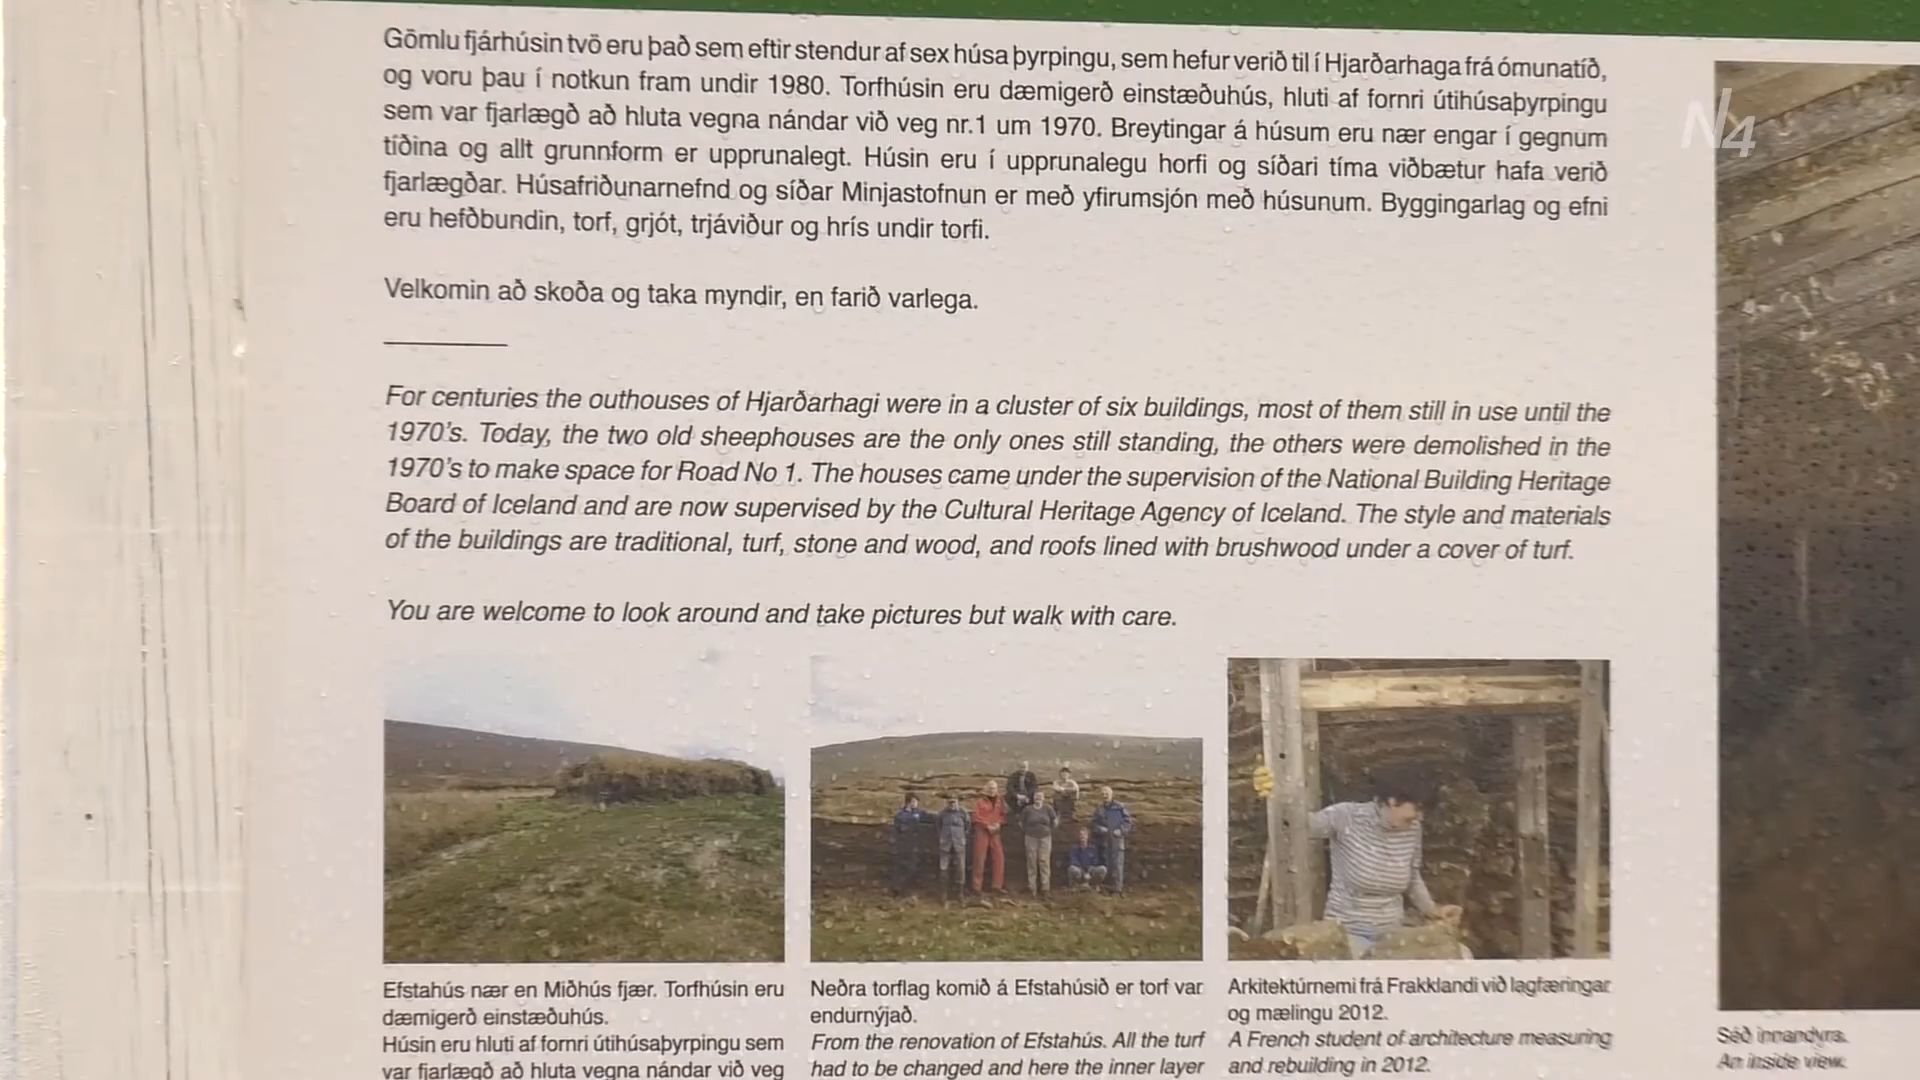 Gömlu fjárhúsin tvö eru það sem eftir stendur af sex húsa þyrpingu, sem hefur verið til í Hjarðarhaga frá ómunatíð,
og voru þau í notkun fram undir 1980. Torfhúsin eru dæmigerð einstæðuhús, hluti af fornri útihúsaþyrpingu
sem var fjarlægð að hluta vegna nándar við veg nr.1 um 1970. Breytingar á húsum eru nær engar í gegnum
tíðina og allt grunnform er upprunalegt. Húsin eru í upprunalegu horfi og síðari tíma viðbætur hafa verið
fjarlægðar. Húsafriðunarnefnd og síðar Minjastofnun er með yfirumsjón með húsunum. Byggingarlag og efni
eru hefðbundin, torf, grjót, trjáviður og hrís undir torfi.
Velkomin að skoða og taka myndir, en farið varlega.
For centuries the outhouses of Hjarðarhagi were in a cluster of six buildings, most of them still in use until the
1970's. Today, the two old sheephouses are the only ones still standing, the others were demolished in the
1970's to make space for Road No 1. The houses came under the supervision of the National Building Heritage
Board of Iceland and are now supervised by the Cultural Heritage Agency of Iceland. The style and materials
of the buildings are traditional, turf, stone and wood, and roofs lined with brushwood under a cover of turf.
You are welcome to look around and take pictures but walk with care.
Efstahús nær en Miðhús fjær. Torfhúsin eru
dæmigerð einstæðuhús.
Húsin eru hluti af fornri útihúsaþyrpingu sem
var fjarlægð að hluta vegna nándar við veg
Neðra torflag komið á Efstahúsið er torf var
endurnýjað.
From the renovation of Efstahús. All the turf
had to be changed and here the inner layer
Arkitektúrnemi frá Frakklandi við lagfæringar
og mælingu 2012.
A French student of architecture measuring
and rebuilding in 2012.
Séð innandyra.
An inside view.
N4